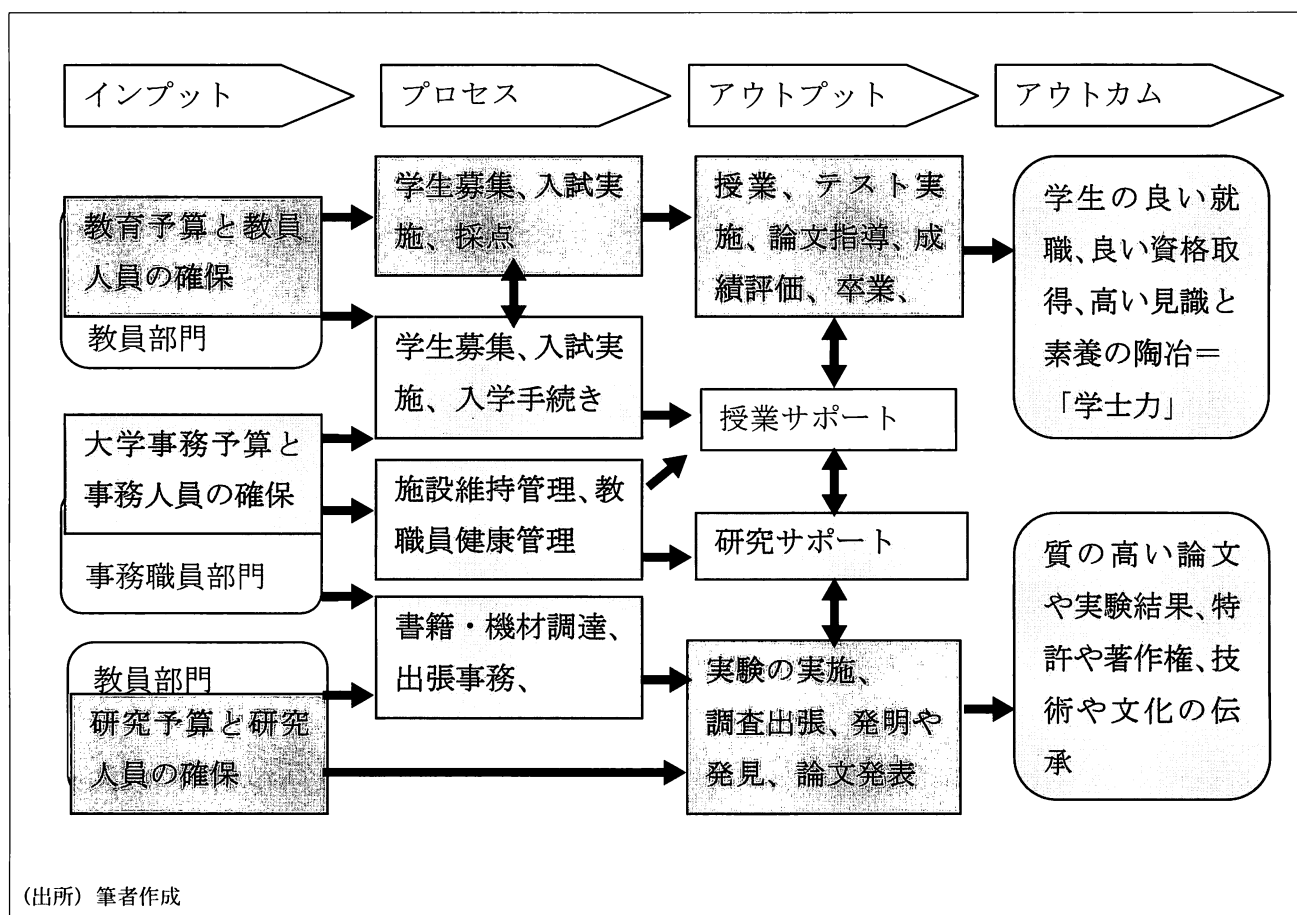 インプット
プロセス
アウトプット
アウトカム
教育予算と教員
人員の確保
教員部門
大学事務予算と
事務人員の確保
事務職員部門
教員部門
研究予算と研究
人員の確保
学生募集、入試実
施、採点
学生募集、入試実
施、入学手続き
施設維持管理、教
職員健康管理
書籍・機材調達、
出張事務、
授業、テスト実
施、論文指導、成
績評価、卒業、
授業サポート
研究サポート
実験の実施、
調査出張、発明や
発見、論文発表
学生の良い就
職、良い資格取
得、高い見識と
素養の陶冶＝
「学士力」
質の高い論文
や実験結果、特
許や著作権、技
術や文化の伝
承
(出所) 筆者作成